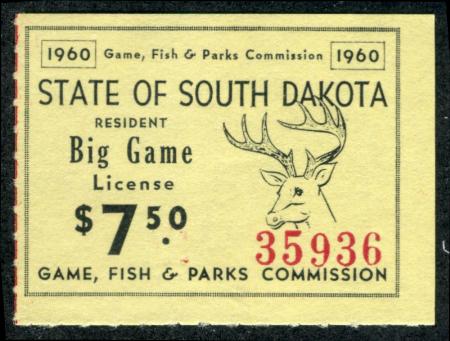 1960 Game, Fish & Parks Commission 1960
STATE OF SOUTH DAKOTA
RESIDENT
Big Game
License
$7.50
35936
GAME, FISH & PARKS COMMISSION